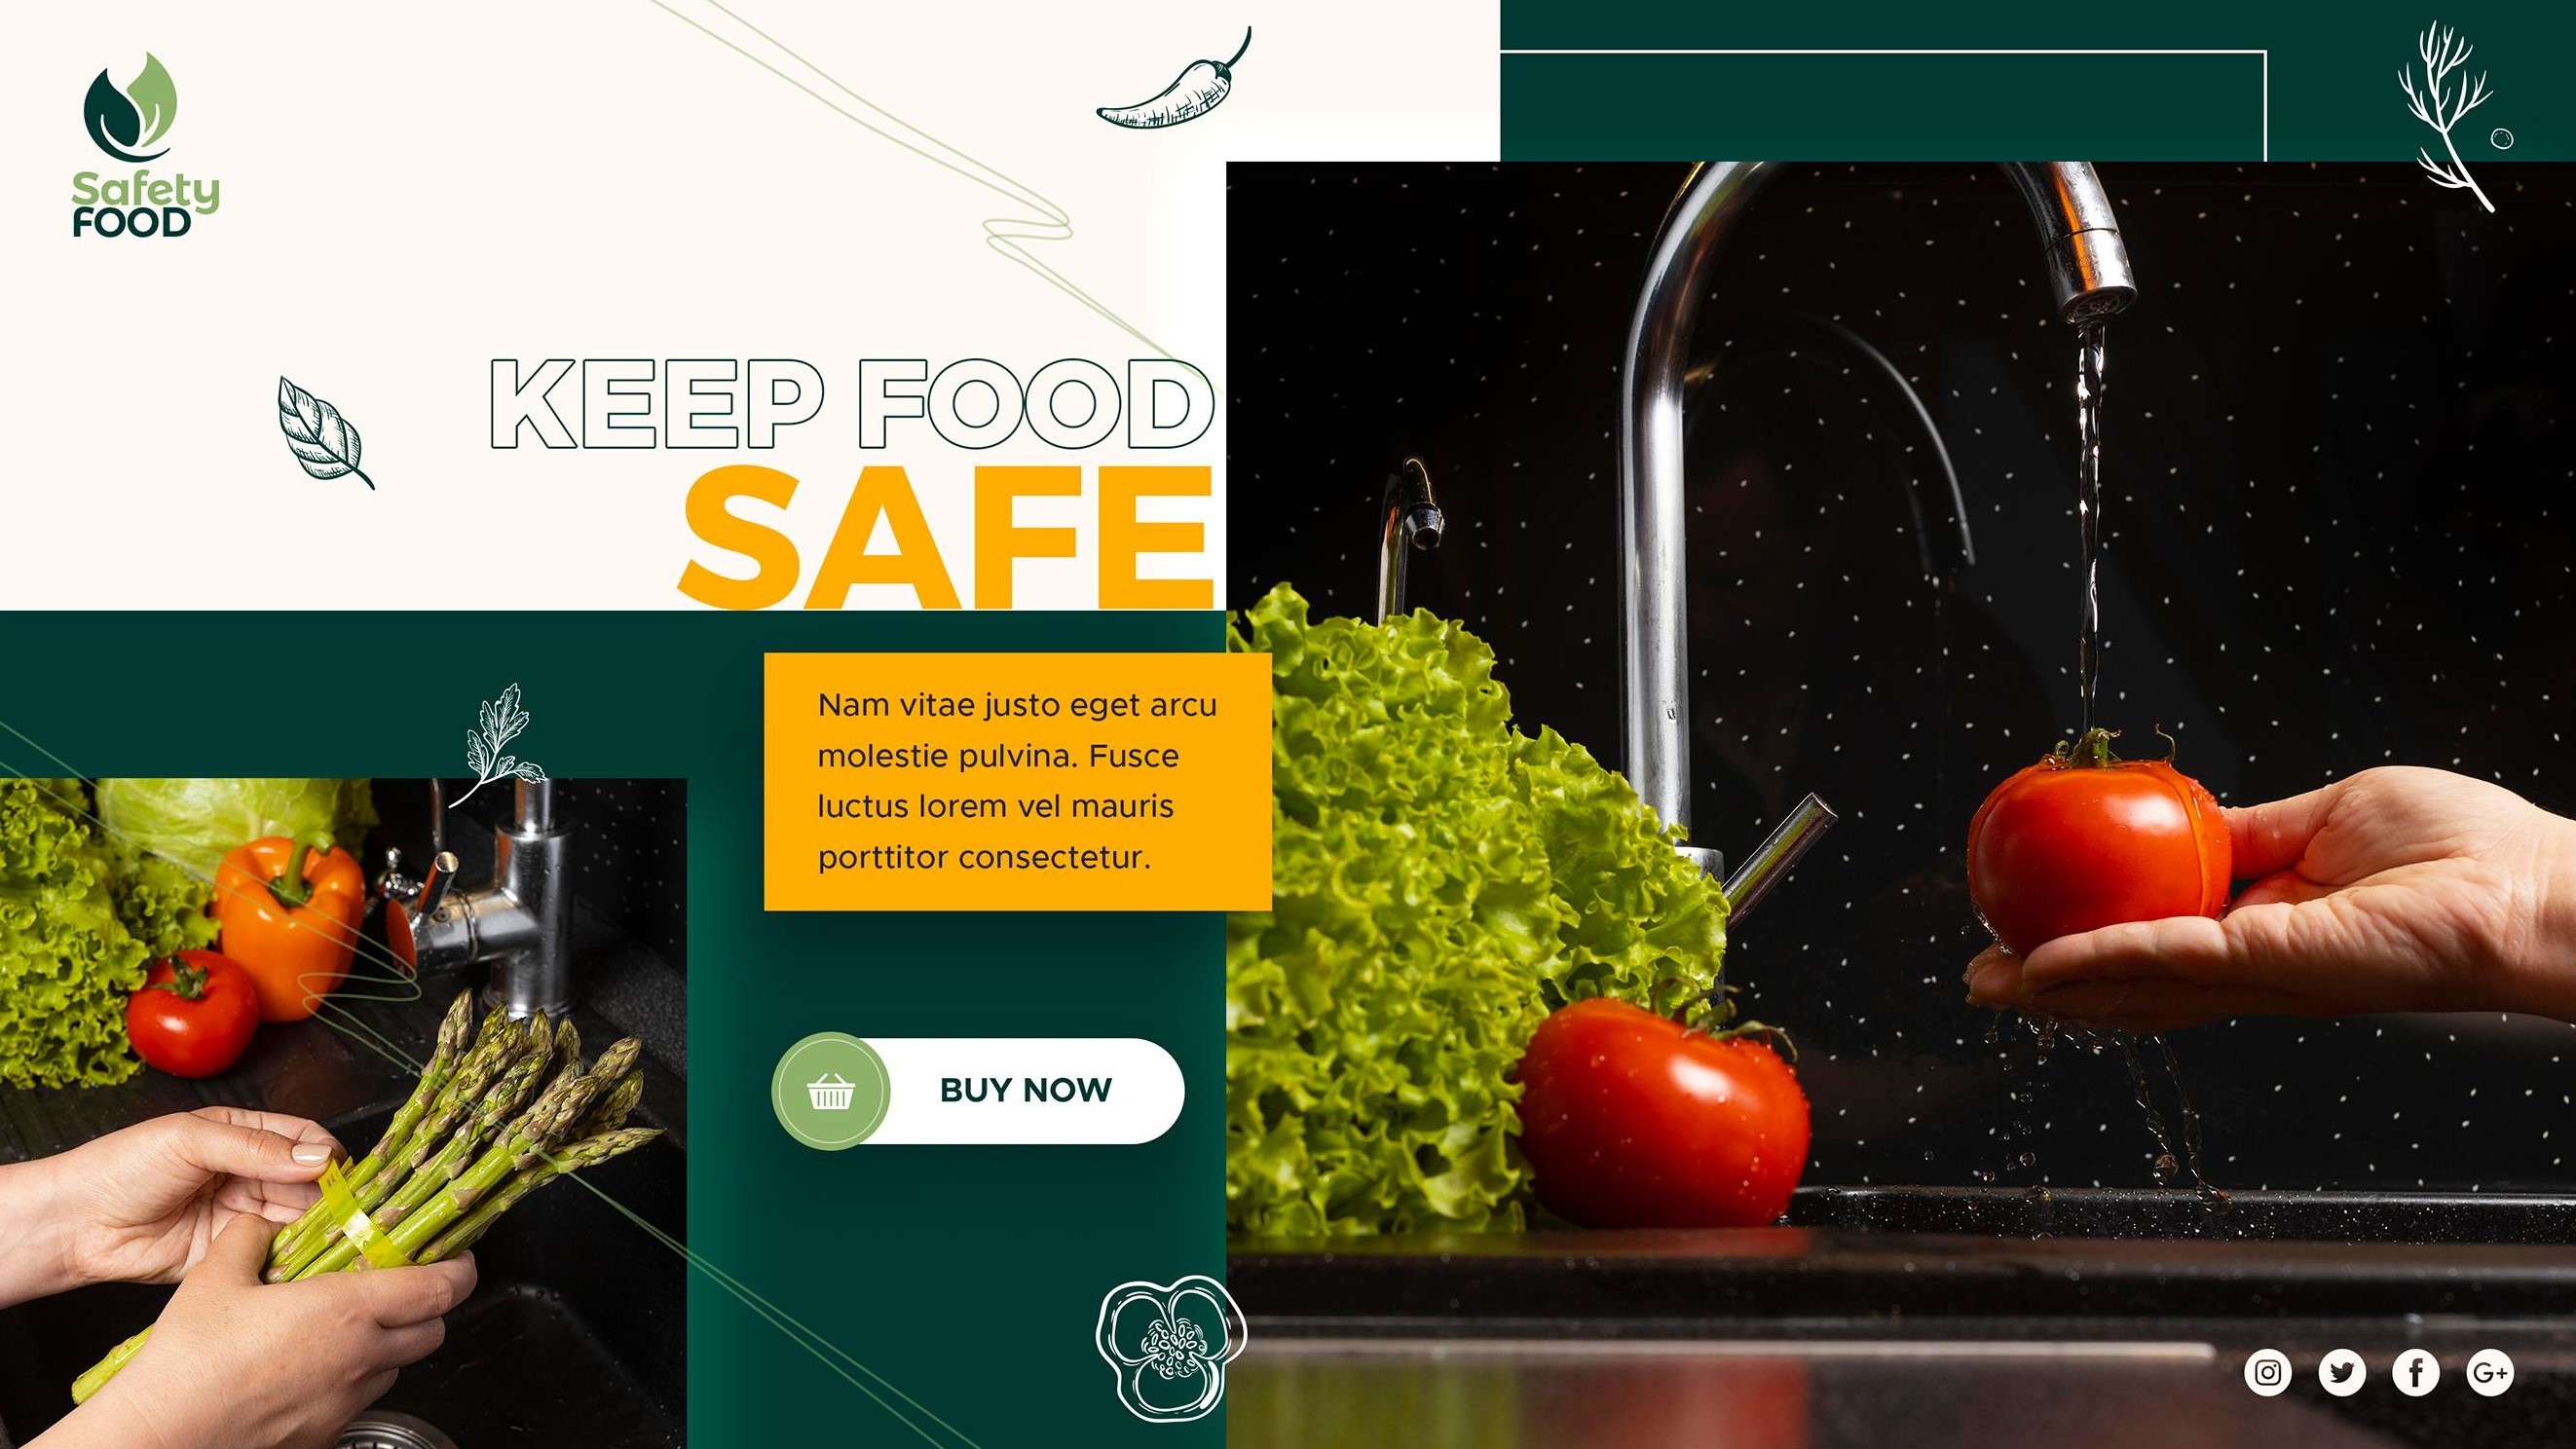 Safety
FOOD
KEEP FOOD
SAFE
Nam vitae justo eget arcu
molestie pulvina. Fusce
luctus lorem vel mauris
porttitor consectetur.
BUY NOW
G+